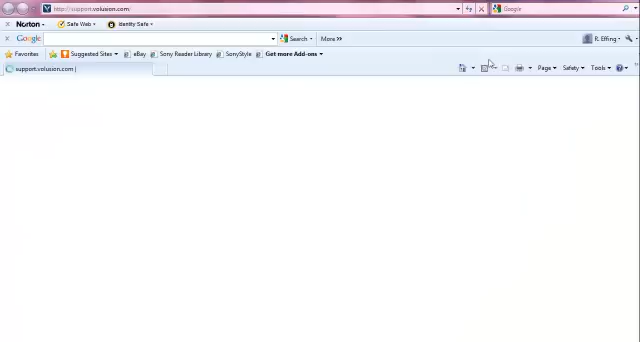 http://support.volusion.com/
Google
Norton Safe Web Identity Safe
Google Search More >> R. Effing
Favorites Suggested Sites eBay Sony Reader Library SonyStyle Get more Add-ons
support.volusion.com Page Safety Tools